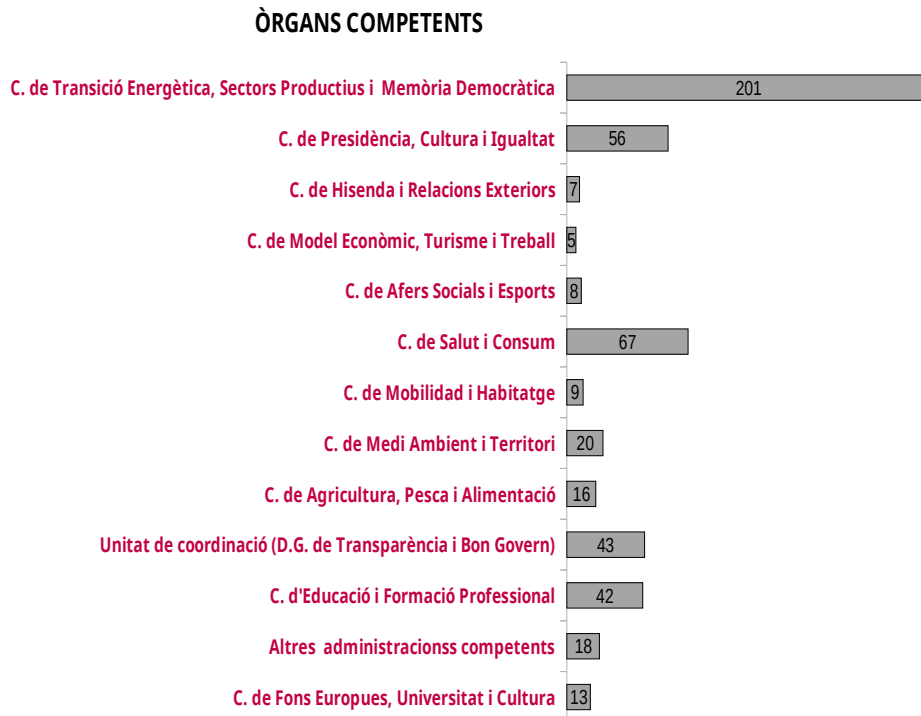 ÒRGANS COMPETENTS
C. de Transició Energètica, Sectors Productius i Memòria Democràtica 201
C. de Presidència, Cultura i Igualtat 56
C. de Hisenda i Relacions Exteriors 7
C. de Model Econòmic, Turisme i Treball 5
C. de Afers Socials i Esports 8
C. de Salut i Consum 67
C. de Mobilidad i Habitatge 9
C. de Medi Ambient i Territori 20
C. de Agricultura, Pesca i Alimentació 16
Unitat de coordinació (D.G. de Transparència i Bon Govern) 43
C. d'Educació i Formació Professional 42
Altres administracionss competents 18
C. de Fons Europues, Universitat i Cultura 13